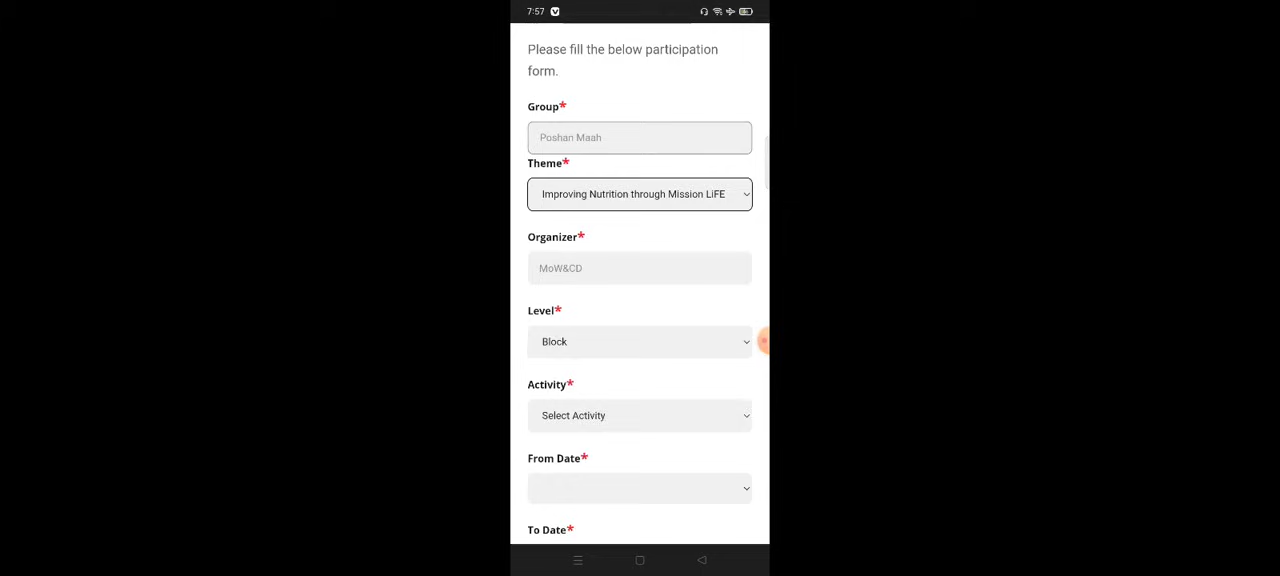 7:57
Please fill the below participation
form.
Group*
Poshan Maah
Theme*
Improving Nutrition through Mission LiFE
Organizer*
MoW&CD
Level*
Block
Activity*
Select Activity
From Date*
To Date*